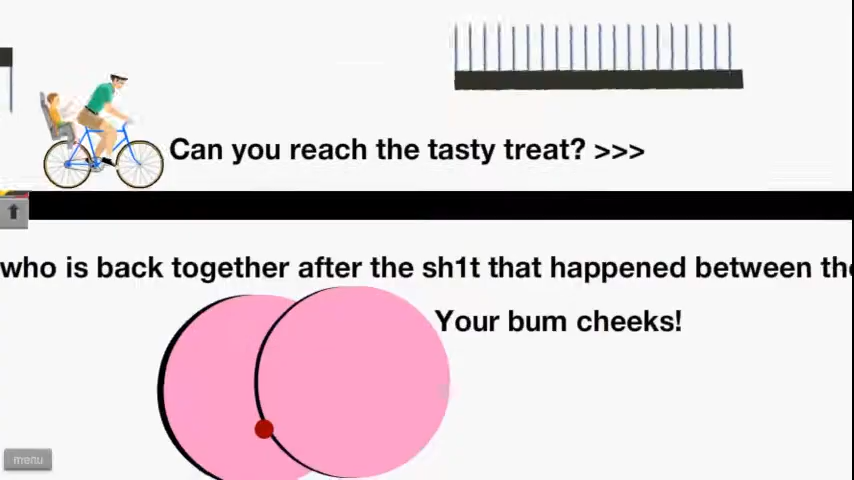 Can you reach the tasty treat? >>>
who is back together after the sh1t that happened between
Your bum cheeks!
menu